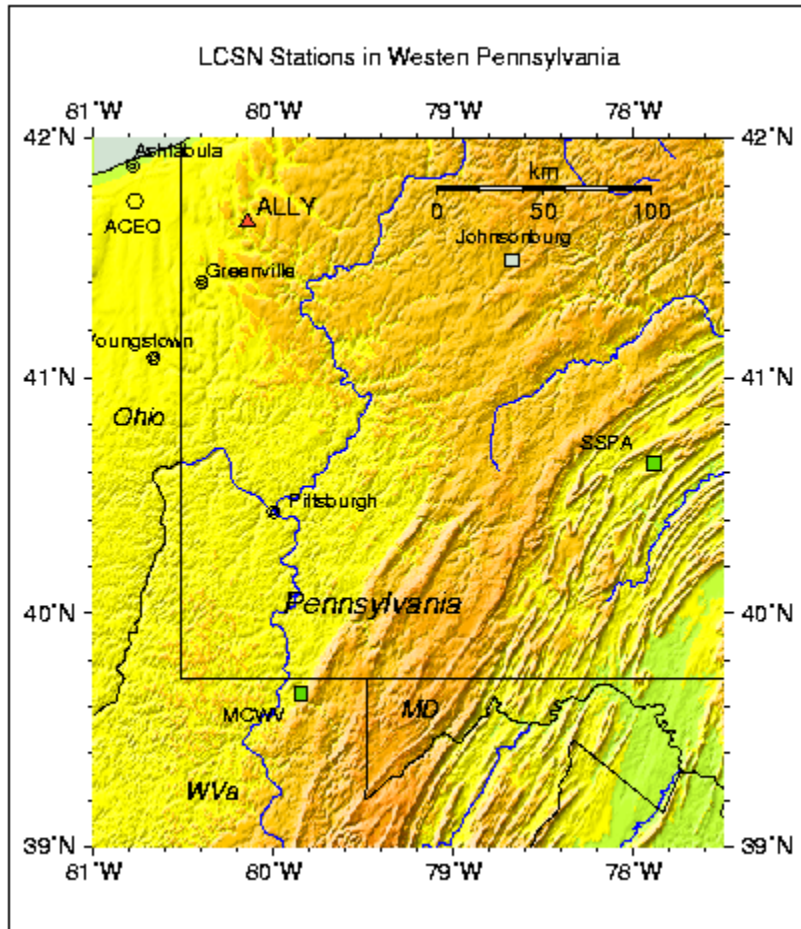 LCSN Stations in Westen Pennsylvania
81°W 80°W 79°W 78°W
42°N 42°N
Ashtabula
km
ALLY
0 50 100
ACEO
Johnsonburg
Greenville
Youngstown
41°N 41°N
Ohio
SSPA
Pittsburgh
Pennsylvania
40°N 40°N
MCWV
MD
WVa
39°N 39°N
81°W 80°W 79°W 78°W